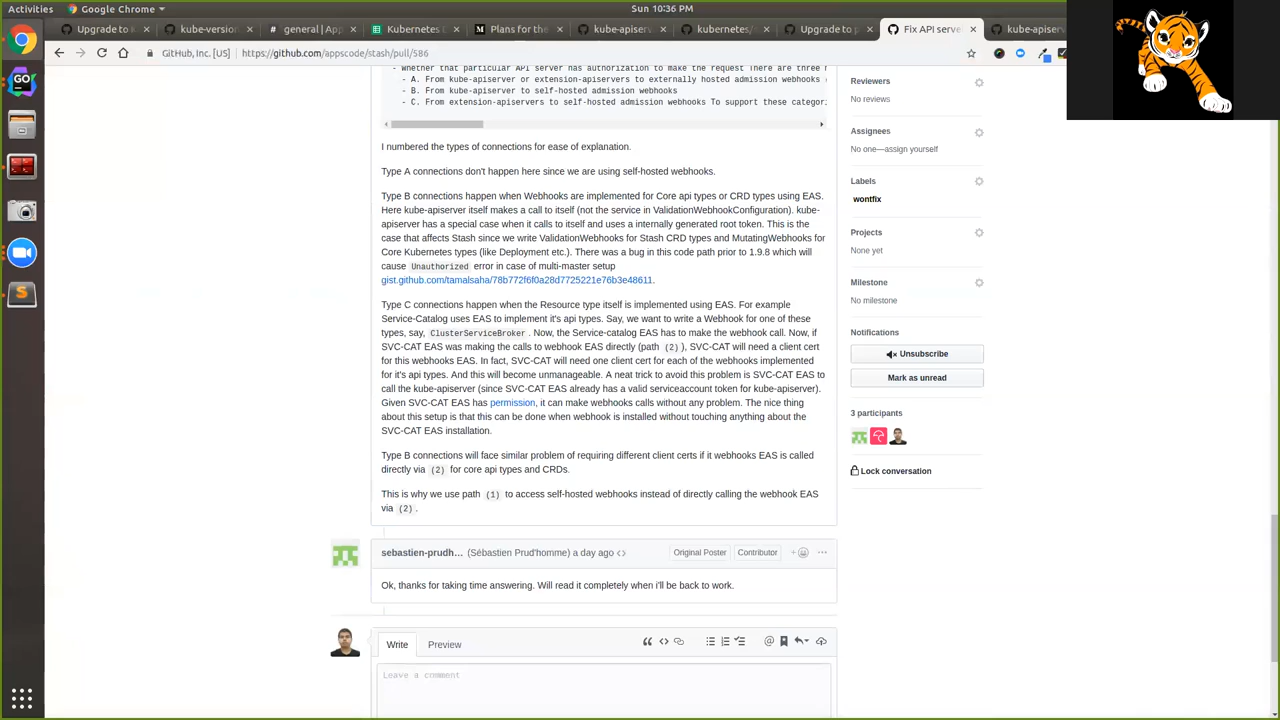 Activities
Google Chrome
Sun 10:36 PM
Upgrade to k
kube-version
general | App
Kubernetes E
Plans for the
kube-apiserv
kubernetes/
Upgrade to p
Fix API serve
kube-apiserv
GitHub, Inc. [US]
https://github.com/appscode/stash/pull/586
- Whether that particular API server has authorization to make the request There are three
- A. From kube-apiserver or extension-apiservers to externally hosted admission webhooks
- B. From kube-apiserver to self-hosted admission webhooks
- C. From extension-apiservers to self-hosted admission webhooks To support these categori
I numbered the types of connections for ease of explanation.
Type A connections don't happen here since we are using self-hosted webhooks.
Type B connections happen when Webhooks are implemented for Core api types or CRD types using EAS.
Here kube-apiserver itself makes a call to itself (not the service in ValidationWebhookConfiguration). kube-
apiserver has a special case when it calls to itself and uses a internally generated root token. This is the
case that affects Stash since we write ValidationWebhooks for Stash CRD types and MutatingWebhooks for
Core Kubernetes types (like Deployment etc.). There was a bug in this code path prior to 1.9.8 which will
cause Unauthorized error in case of multi-master setup
gist.github.com/tamalsaha/78b772f6f0a28d7725221e76b3e48611.
Type C connections happen when the Resource type itself is implemented using EAS. For example
Service-Catalog uses EAS to implement it's api types. Say, we want to write a Webhook for one of these
types, say, ClusterServiceBroker. Now, the Service-catalog EAS has to make the webhook call. Now, if
SVC-CAT EAS was making the calls to webhook EAS directly (path (2)), SVC-CAT will need a client cert
for this webhooks EAS. In fact, SVC-CAT will need one client cert for each of the webhooks implemented
for it's api types. And this will become unmanageable. A neat trick to avoid this problem is SVC-CAT EAS to
call the kube-apiserver (since SVC-CAT EAS already has a valid serviceaccount token for kube-apiserver).
Given SVC-CAT EAS has permission, it can make webhooks calls without any problem. The nice thing
about this setup is that this can be done when webhook is installed without touching anything about the
SVC-CAT EAS installation.
Type B connections will face similar problem of requiring different client certs if it webhooks EAS is called
directly via (2) for core api types and CRDs.
This is why we use path (1) to access self-hosted webhooks instead of directly calling the webhook EAS
via (2).
sebastien-prudh... (Sébastien Prud'homme) a day ago
Original Poster
Contributor
Ok, thanks for taking time answering. Will read it completely when i'll be back to work.
Write
Preview
Leave a comment
Reviewers
No reviews
Assignees
No one—assign yourself
Labels
wontfix
Projects
None yet
Milestone
No milestone
Notifications
Unsubscribe
Mark as unread
3 participants
Lock conversation